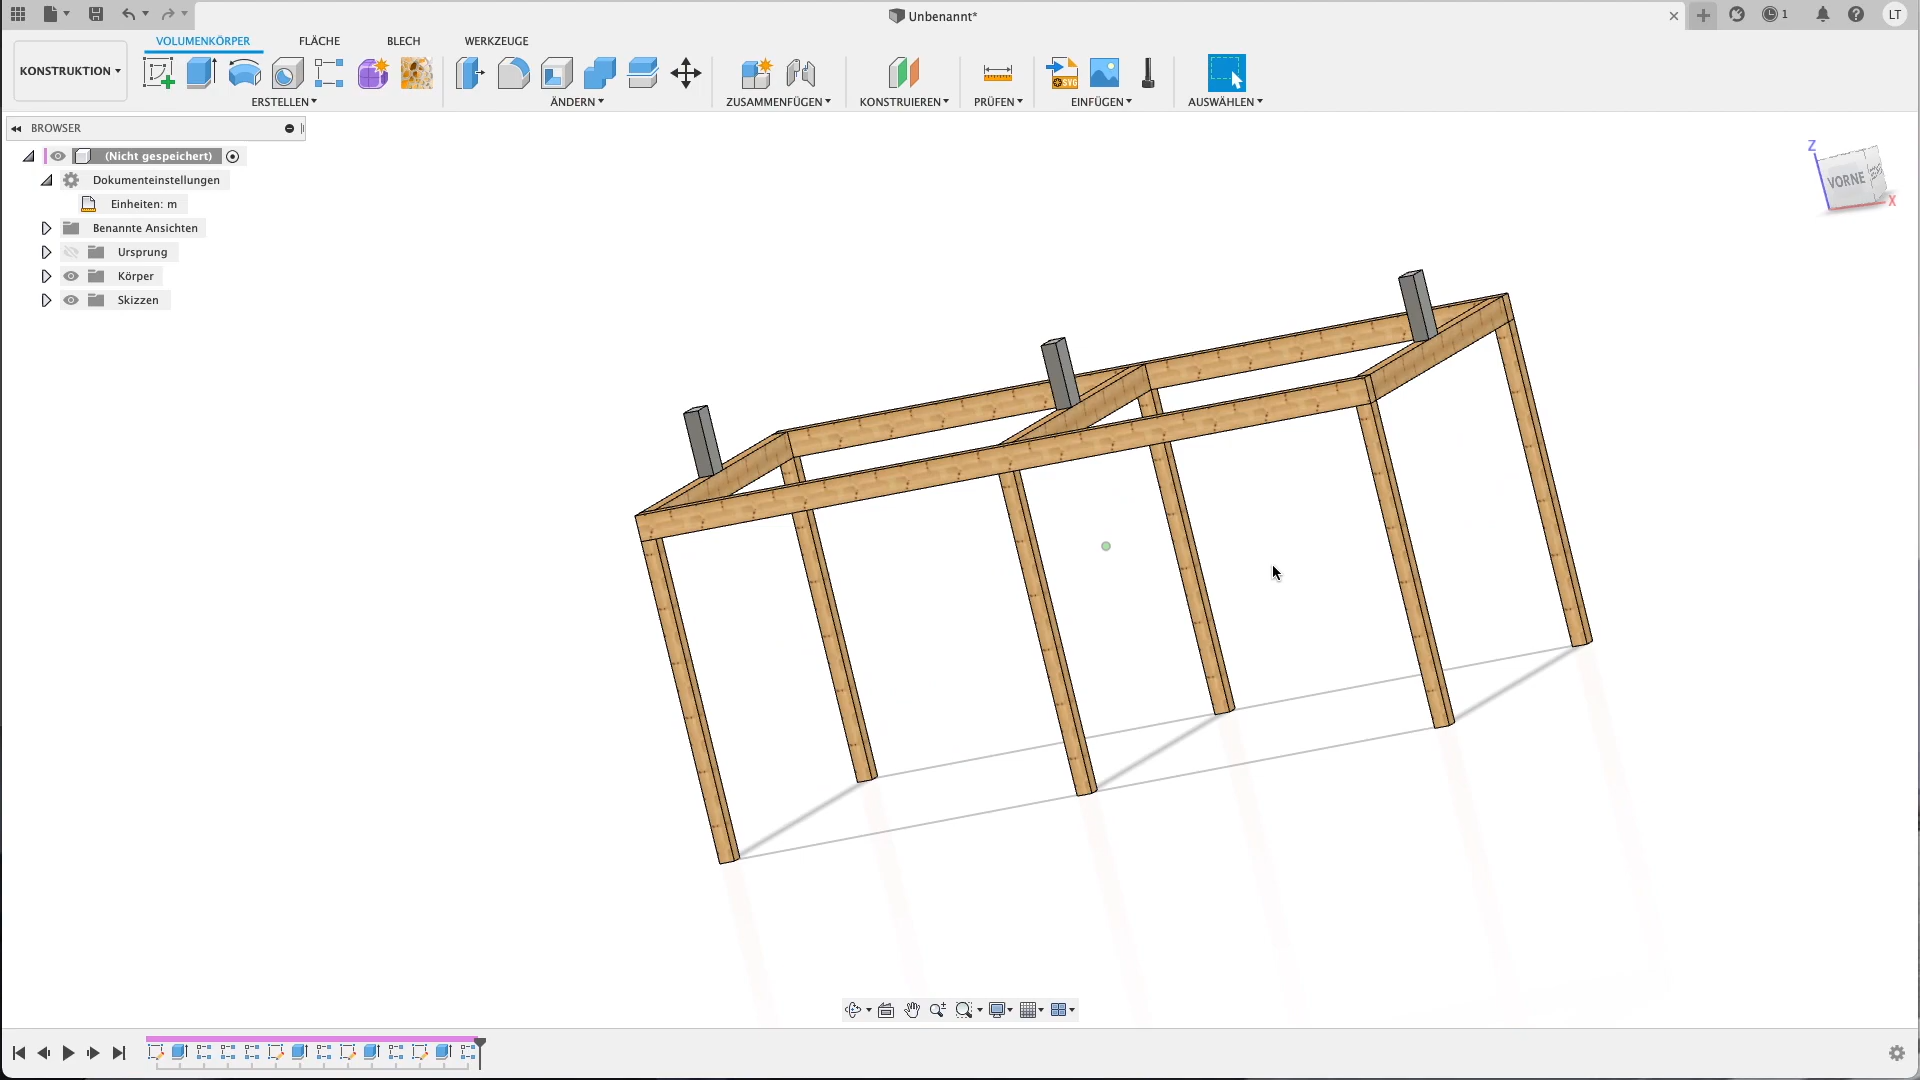 Unbenannt*
1
LT
VOLUMENKÖRPER
FLÄCHE
BLECH
WERKZEUGE
KONSTRUKTION
SVG
ERSTELLEN
ÄNDERN
ZUSAMMENFÜGEN
KONSTRUIEREN
PRÜFEN
EINFÜGEN
AUSWÄHLEN
BROWSER
(Nicht gespeichert)
Dokumenteinstellungen
Einheiten: m
Benannte Ansichten
Ursprung
Körper
Skizzen
Z
VORNE
X